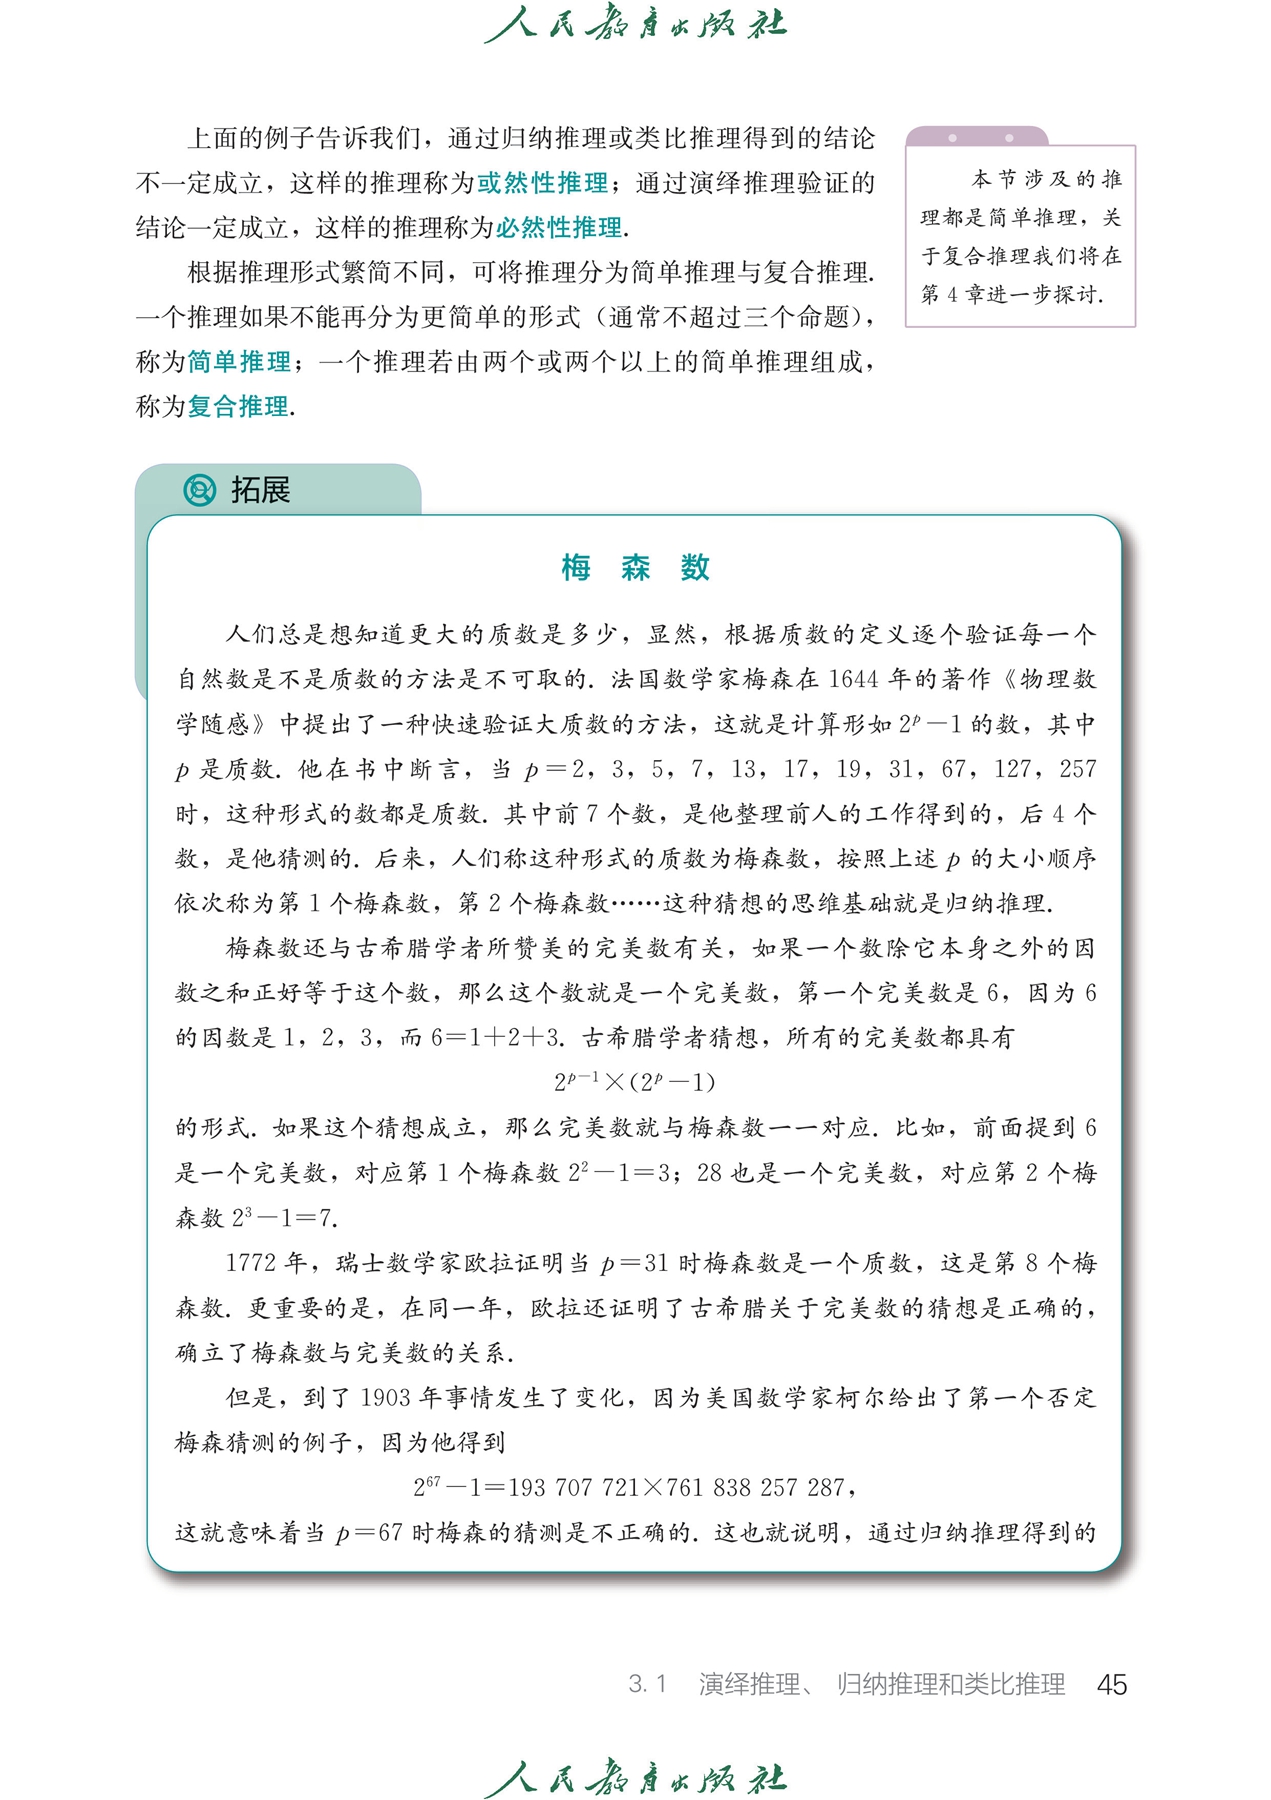 人民教育出版社
上面的例子告诉我们，通过归纳推理或类比推理得到的结论
不一定成立，这样的推理称为或然性推理；通过演绎推理验证的
结论一定成立，这样的推理称为必然性推理.
根据推理形式繁简不同，可将推理分为简单推理与复合推理.
一个推理如果不能再分为更简单的形式（通常不超过三个命题），
称为简单推理；一个推理若由两个或两个以上的简单推理组成，
称为复合推理.
本节涉及的推
理都是简单推理，关
于复合推理我们将在
第 4 章进一步探讨.
拓展
梅 森 数
人们总是想知道更大的质数是多少，显然，根据质数的定义逐个验证每一个
自然数是不是质数的方法是不可取的. 法国数学家梅森在 1644 年的著作《物理数
学随感》中提出了一种快速验证大质数的方法，这就是计算形如 2^p－1 的数，其中
p 是质数. 他在书中断言，当 p＝2，3，5，7，13，17，19，31，67，127，257
时，这种形式的数都是质数. 其中前 7 个数，是他整理前人的工作得到的，后 4 个
数，是他猜测的. 后来，人们称这种形式的质数为梅森数，按照上述 p 的大小顺序
依次称为第 1 个梅森数，第 2 个梅森数……这种猜想的思维基础就是归纳推理.
梅森数还与古希腊学者所赞美的完美数有关，如果一个数除它本身之外的因
数之和正好等于这个数，那么这个数就是一个完美数，第一个完美数是 6，因为 6
的因数是 1，2，3，而 6＝1＋2＋3. 古希腊学者猜想，所有的完美数都具有
2^{p－1}×(2^p－1)
的形式. 如果这个猜想成立，那么完美数就与梅森数一一对应. 比如，前面提到 6
是一个完美数，对应第 1 个梅森数 2²－1＝3；28 也是一个完美数，对应第 2 个梅
森数 2³－1＝7.
1772 年，瑞士数学家欧拉证明当 p＝31 时梅森数是一个质数，这是第 8 个梅
森数. 更重要的是，在同一年，欧拉还证明了古希腊关于完美数的猜想是正确的，
确立了梅森数与完美数的关系.
但是，到了 1903 年事情发生了变化，因为美国数学家柯尔给出了第一个否定
梅森猜测的例子，因为他得到
2⁶⁷－1＝193 707 721×761 838 257 287，
这就意味着当 p＝67 时梅森的猜测是不正确的. 这也就说明，通过归纳推理得到的
3.1 演绎推理、归纳推理和类比推理 45
人民教育出版社